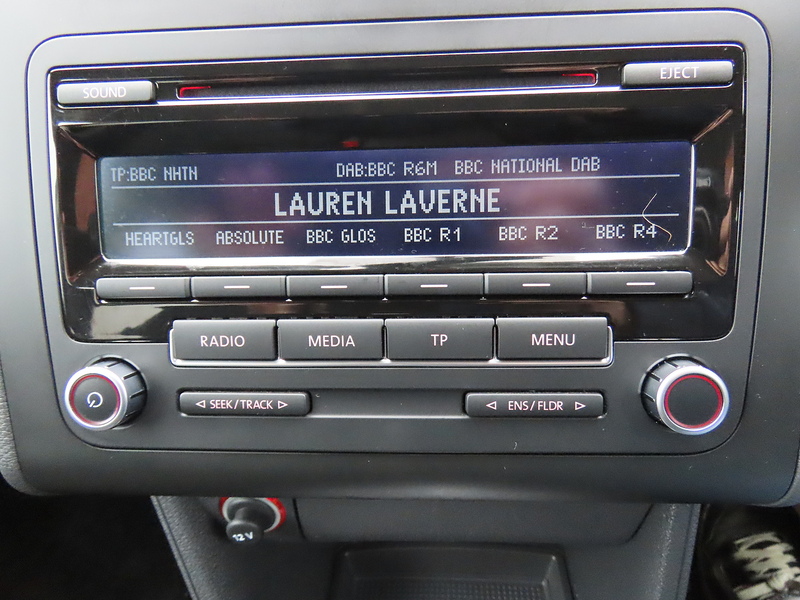 SOUND
EJECT
TP:BBC NHTN DAB:BBC R6M BBC NATIONAL DAB
LAUREN LAVERNE
HEARTGLS ABSOLUTE BBC GLOS BBC R1 BBC R2 BBC R4
RADIO MEDIA TP MENU
SEEK/TRACK ENS/FLDR
12V